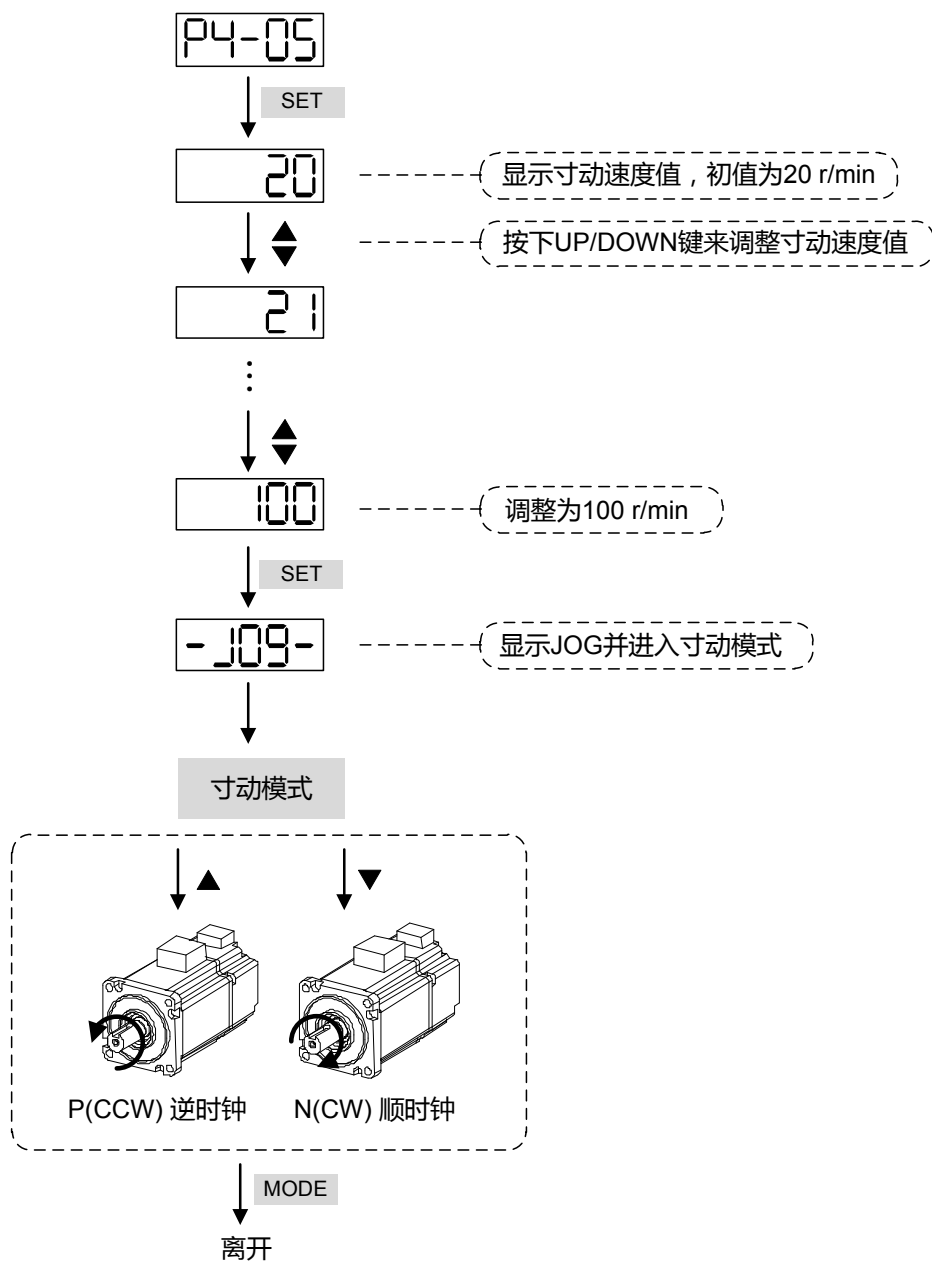 P4-05
SET
20
显示寸动速度值，初值为20 r/min
按下UP/DOWN键来调整寸动速度值
21
100
调整为100 r/min
SET
-JOG-
显示JOG并进入寸动模式
寸动模式
P(CCW) 逆时钟
N(CW) 顺时钟
MODE
离开